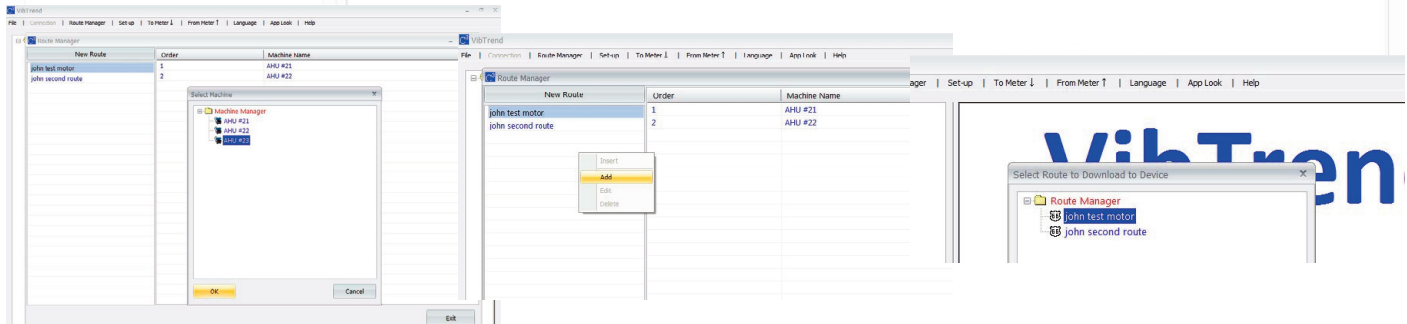 VibTrend
File | Connection | Route Manager | Set-up | To Meter↓ | From Meter↑ | Language | App Look | Help
Route Manager
New Route Order Machine Name
john test motor 1 AHU #21
john second route 2 AHU #22
Select Machine X
Machine Manager
AHU #21
AHU #22
AHU #23
OK Cancel
Exit
VibTrend
File | Connection | Route Manager | Set-up | To Meter↓ | From Meter↑ | Language | App Look | Help
Route Manager
New Route Order Machine Name
john test motor 1 AHU #21
john second route 2 AHU #22
Insert
Add
Edit
Delete
ager | Set-up | To Meter↓ | From Meter↑ | Language | App Look | Help
VibTren
Select Route to Download to Device X
Route Manager
66 john test motor
66 john second route